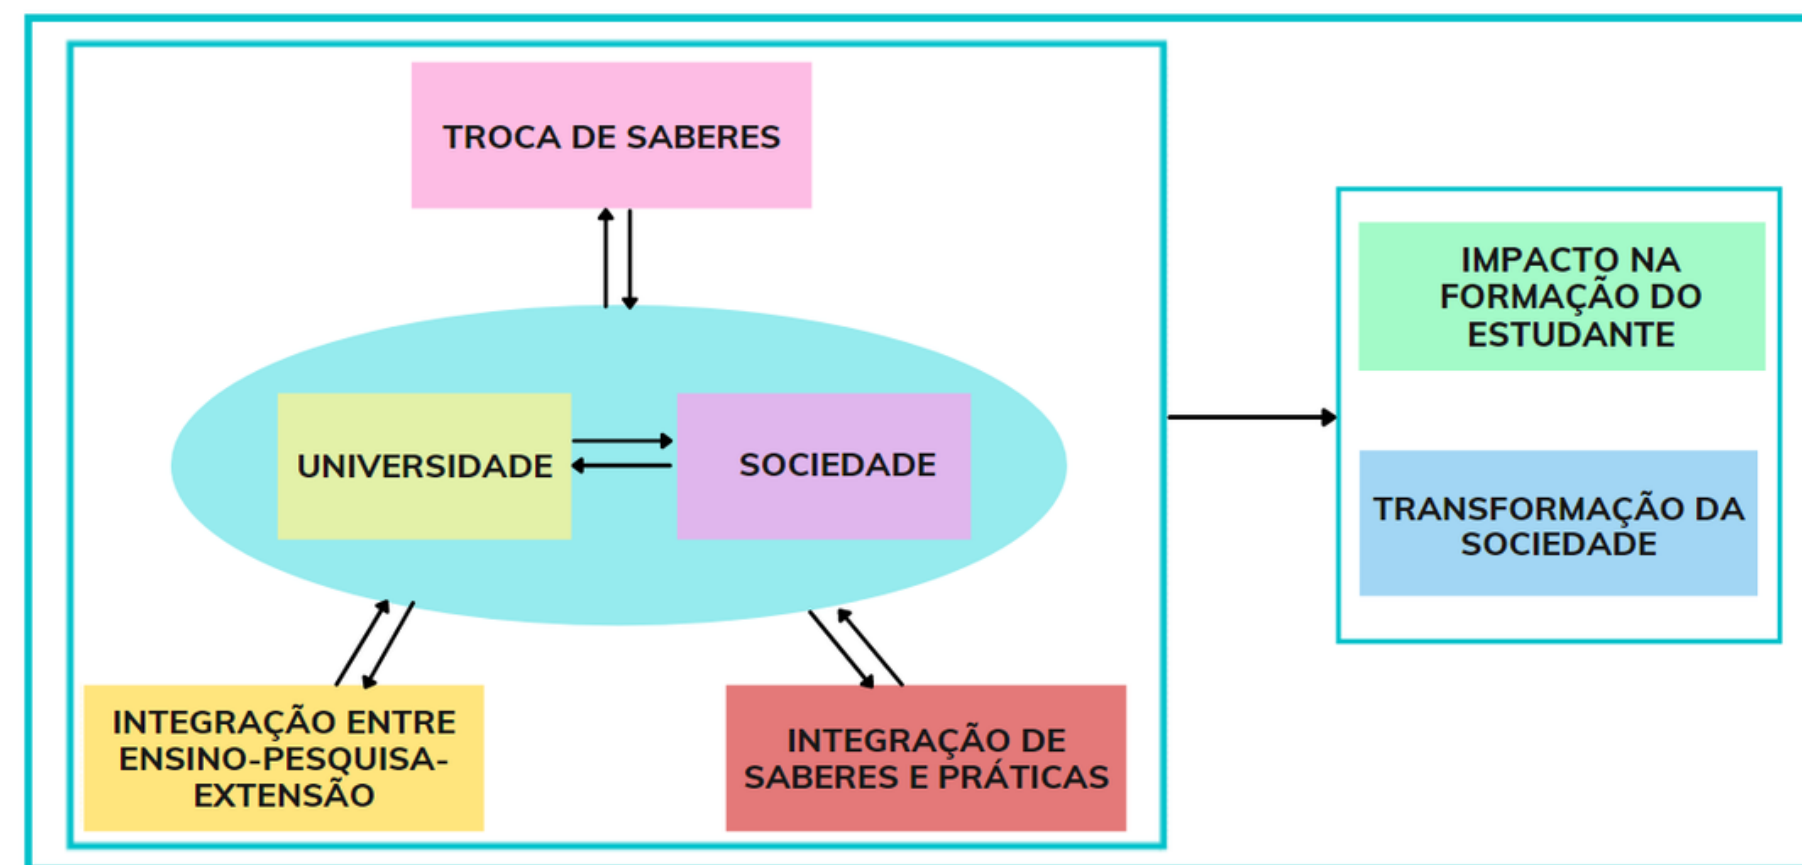 TROCA DE SABERES
UNIVERSIDADE
SOCIEDADE
INTEGRAÇÃO ENTRE
ENSINO-PESQUISA-
EXTENSÃO
INTEGRAÇÃO DE
SABERES E PRÁTICAS
IMPACTO NA
FORMAÇÃO DO
ESTUDANTE
TRANSFORMAÇÃO DA
SOCIEDADE